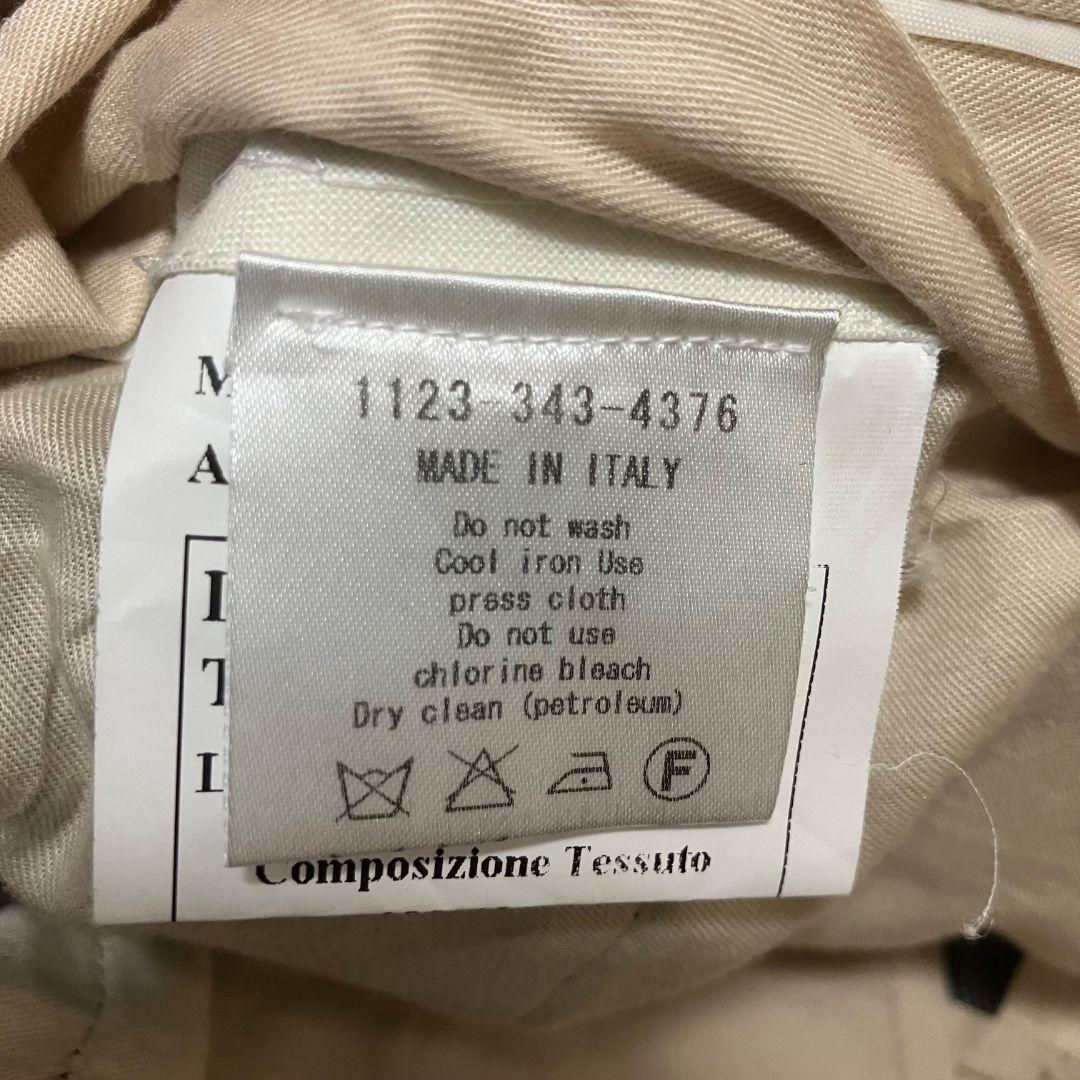 1123-343-4376
MADE IN ITALY
Do not wash
Cool iron Use
press cloth
Do not use
chlorine bleach
Dry clean (petroleum)
F
M
A
T
L
Composizione Tessuto